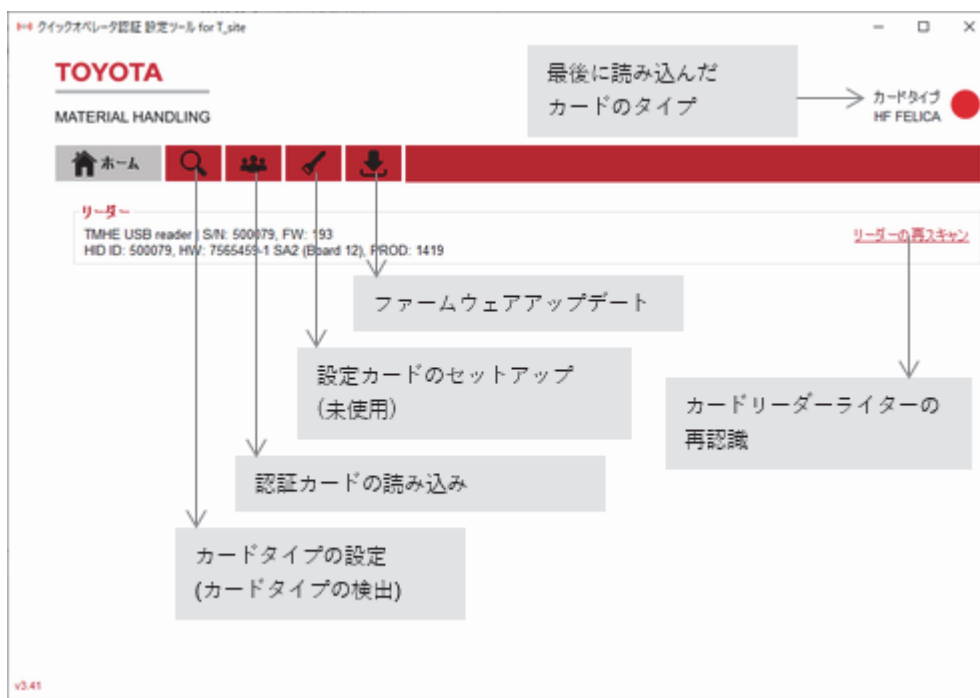 クイックオペレータ認証 設定ツール for T_site
TOYOTA
MATERIAL HANDLING
最後に読み込んだ
カードのタイプ
カードタイプ
HF FELICA
ホーム
リーダー
TMHE USB reader | S/N: 500079, FW: 193
HID ID: 500079, HW: 7565459-1 SA2 (Board 12), PROD: 1419
リーダーの再スキャン
ファームウェアアップデート
設定カードのセットアップ
(未使用)
カードリーダーライターの
再認識
認証カードの読み込み
カードタイプの設定
(カードタイプの検出)
v3.41